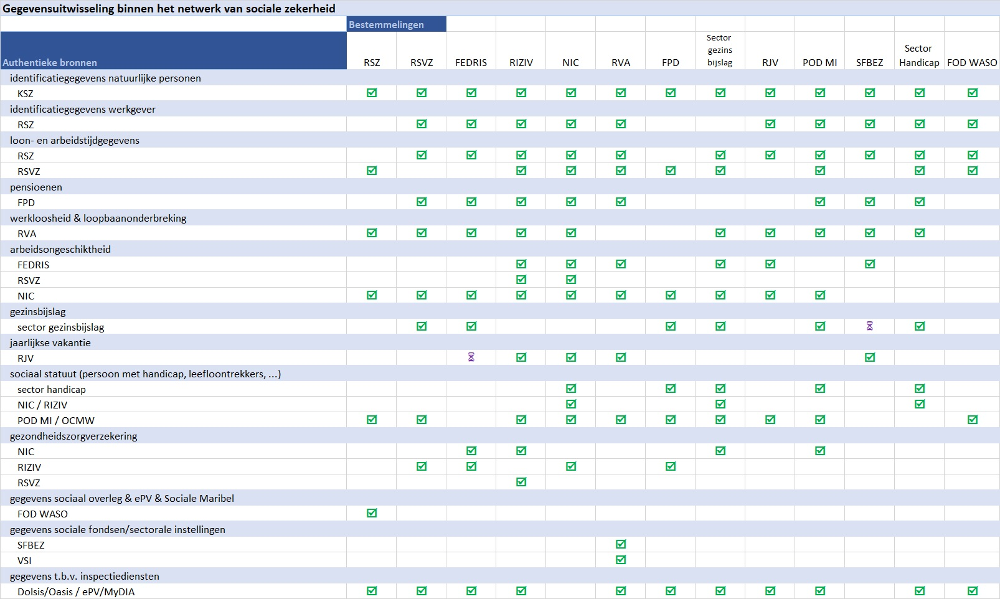 Gegevensuitwisseling binnen het netwerk van sociale zekerheid
Bestemmelingen
Authentieke bronnen RSZ RSVZ FEDRIS RIZIV NIC RVA FPD Sector gezins bijslag RJV POD MI SFBEZ Sector Handicap FOD WASO
identificatiegegevens natuurlijke personen
KSZ
identificatiegegevens werkgever
RSZ
loon- en arbeidstijdgegevens
RSZ
RSVZ
pensioenen
FPD
werkloosheid & loopbaanonderbreking
RVA
arbeidsongeschiktheid
FEDRIS
RSVZ
NIC
gezinsbijslag
sector gezinsbijslag
jaarlijkse vakantie
RJV
sociaal statuut (persoon met handicap, leefloontrekkers, ...)
sector handicap
NIC / RIZIV
POD MI / OCMW
gezondheidszorgverzekering
NIC
RIZIV
RSVZ
gegevens sociaal overleg & ePV & Sociale Maribel
FOD WASO
gegevens sociale fondsen/sectorale instellingen
SFBEZ
VSI
gegevens t.b.v. inspectiediensten
Dolsis/Oasis / ePV/MyDIA